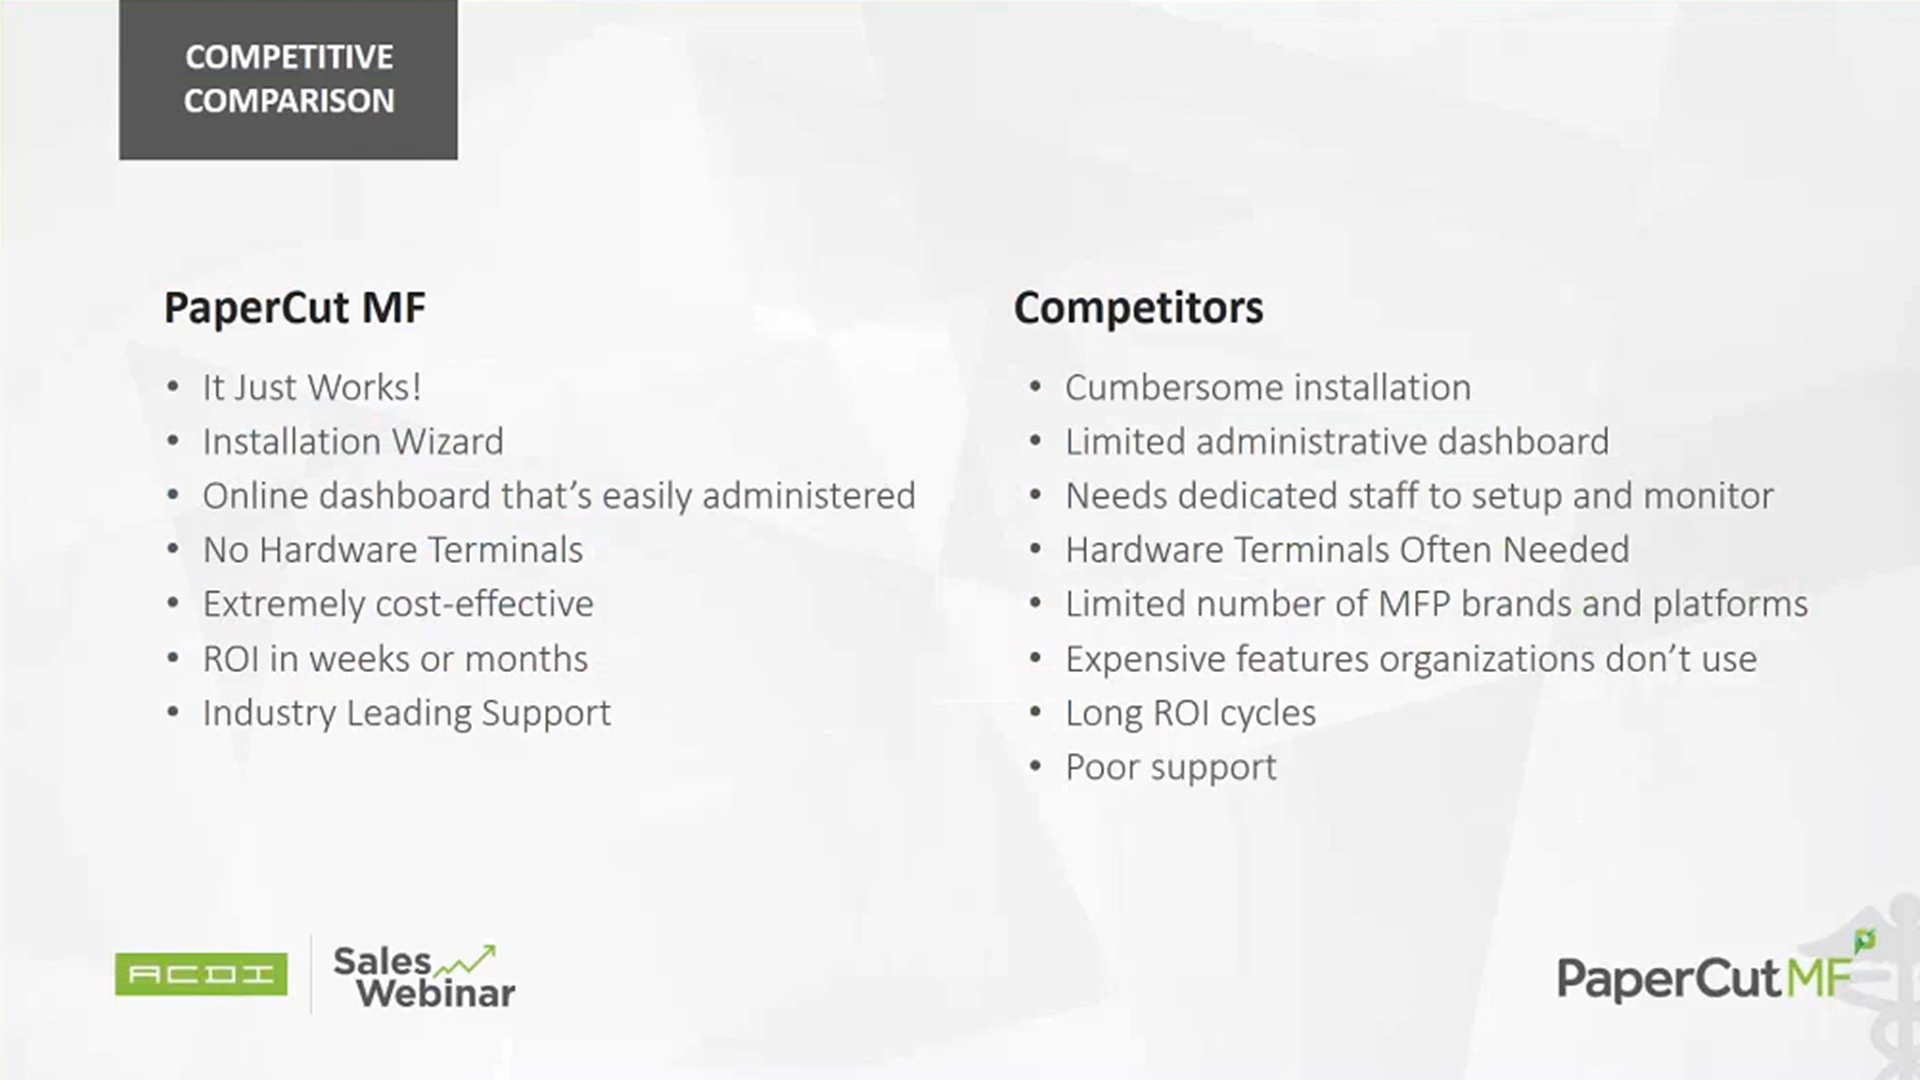 COMPETITIVE
COMPARISON
PaperCut MF
• It Just Works!
• Installation Wizard
• Online dashboard that’s easily administered
• No Hardware Terminals
• Extremely cost-effective
• ROI in weeks or months
• Industry Leading Support
Competitors
• Cumbersome installation
• Limited administrative dashboard
• Needs dedicated staff to setup and monitor
• Hardware Terminals Often Needed
• Limited number of MFP brands and platforms
• Expensive features organizations don’t use
• Long ROI cycles
• Poor support
ACDI
Sales
Webinar
PaperCutMF